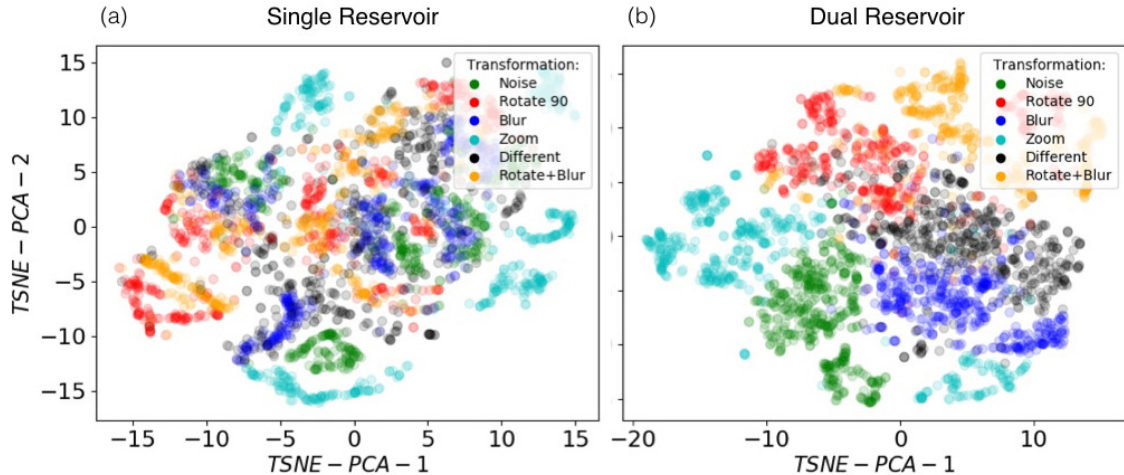 (a) Single Reservoir
(b) Dual Reservoir
TSNE − PCA − 2
15
10
5
0
−5
−10
−15
Transformation:
Noise
Rotate 90
Blur
Zoom
Different
Rotate+Blur
−15 −10 −5 0 5 10 15
TSNE − PCA − 1
Transformation:
Noise
Rotate 90
Blur
Zoom
Different
Rotate+Blur
−20 −10 0 10
TSNE − PCA − 1